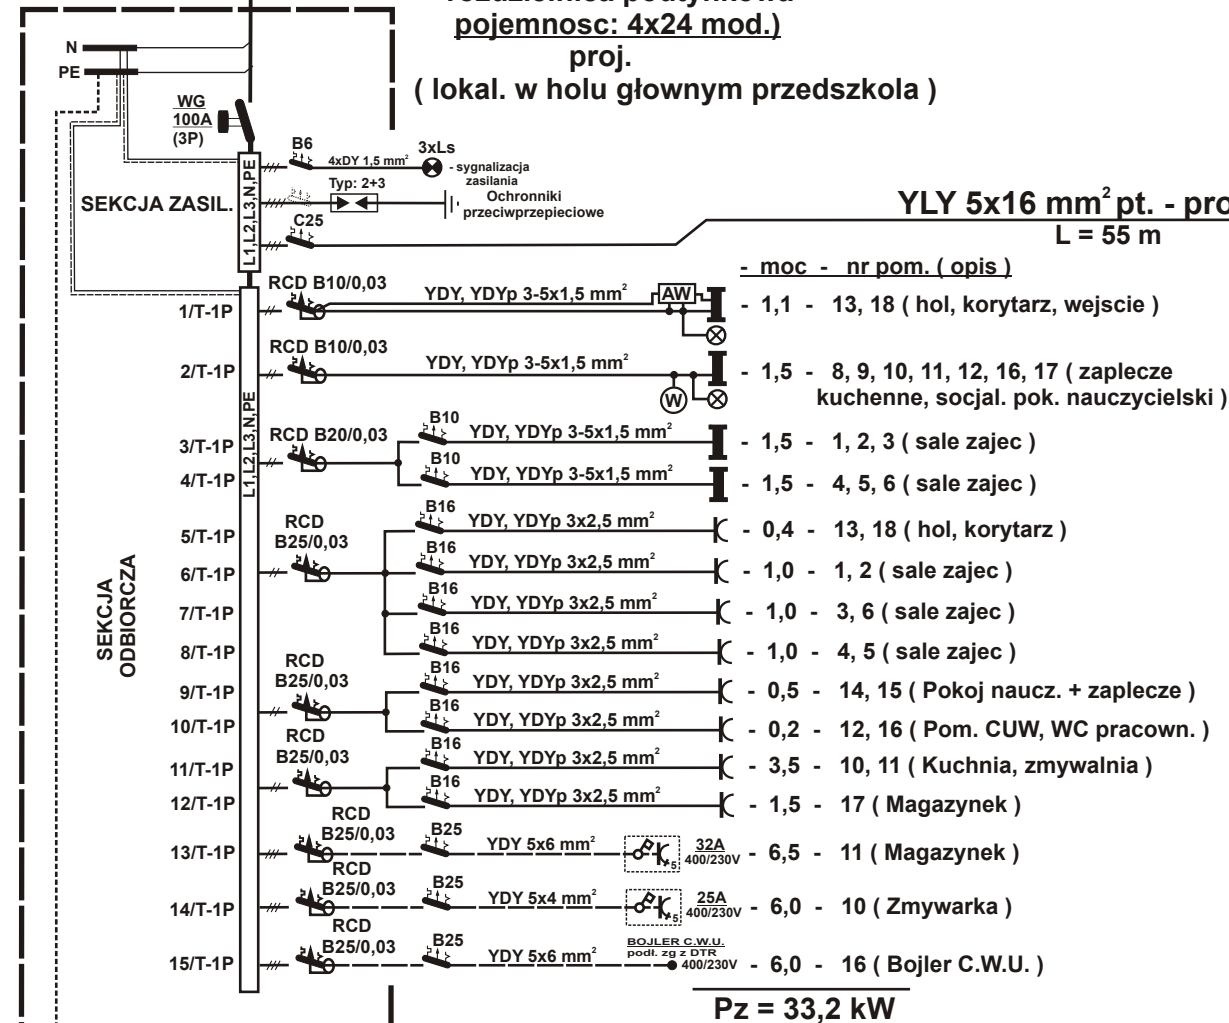 pojemnosc: 4x24 mod.)
proj.
( lokal. w holu głownym przedszkola )
N
PE
WG
100A
(3P)
B6
4xDY 1,5 mm²
3xLs
- sygnalizacja
zasilania
SEKCJA ZASIL.
L1,L2,L3,N,PE
Typ: 2+3
Ochronniki
przeciwprzepieciowe
C25
YLY 5x16 mm² pt. - pro
L = 55 m
- moc - nr pom. ( opis )
RCD B10/0,03
1/T-1P
YDY, YDYp 3-5x1,5 mm²
AW
- 1,1 - 13, 18 ( hol, korytarz, wejscie )
RCD B10/0,03
2/T-1P
YDY, YDYp 3-5x1,5 mm²
W
- 1,5 - 8, 9, 10, 11, 12, 16, 17 ( zaplecze
kuchenne, socjal. pok. nauczycielski )
L1,L2,L3,N,PE
RCD B20/0,03
3/T-1P
B10
YDY, YDYp 3-5x1,5 mm²
- 1,5 - 1, 2, 3 ( sale zajec )
4/T-1P
B10
YDY, YDYp 3-5x1,5 mm²
- 1,5 - 4, 5, 6 ( sale zajec )
SEKCJA
ODBIORCZA
RCD
B25/0,03
5/T-1P
B16
YDY, YDYp 3x2,5 mm²
- 0,4 - 13, 18 ( hol, korytarz )
6/T-1P
B16
YDY, YDYp 3x2,5 mm²
- 1,0 - 1, 2 ( sale zajec )
7/T-1P
B16
YDY, YDYp 3x2,5 mm²
- 1,0 - 3, 6 ( sale zajec )
8/T-1P
B16
YDY, YDYp 3x2,5 mm²
- 1,0 - 4, 5 ( sale zajec )
RCD
B25/0,03
9/T-1P
B16
YDY, YDYp 3x2,5 mm²
- 0,5 - 14, 15 ( Pokoj naucz. + zaplecze )
10/T-1P
B16
YDY, YDYp 3x2,5 mm²
- 0,2 - 12, 16 ( Pom. CUW, WC pracown. )
RCD
B25/0,03
11/T-1P
B16
YDY, YDYp 3x2,5 mm²
- 3,5 - 10, 11 ( Kuchnia, zmywalnia )
12/T-1P
B16
YDY, YDYp 3x2,5 mm²
- 1,5 - 17 ( Magazynek )
RCD
B25/0,03
13/T-1P
B25
YDY 5x6 mm²
5
32A
400/230V
- 6,5 - 11 ( Magazynek )
RCD
B25/0,03
14/T-1P
B25
YDY 5x4 mm²
5
25A
400/230V
- 6,0 - 10 ( Zmywarka )
RCD
B25/0,03
15/T-1P
B25
YDY 5x6 mm²
BOJLER C.W.U.
podł. zg z DTR
400/230V
- 6,0 - 16 ( Bojler C.W.U. )
Pz = 33,2 kW